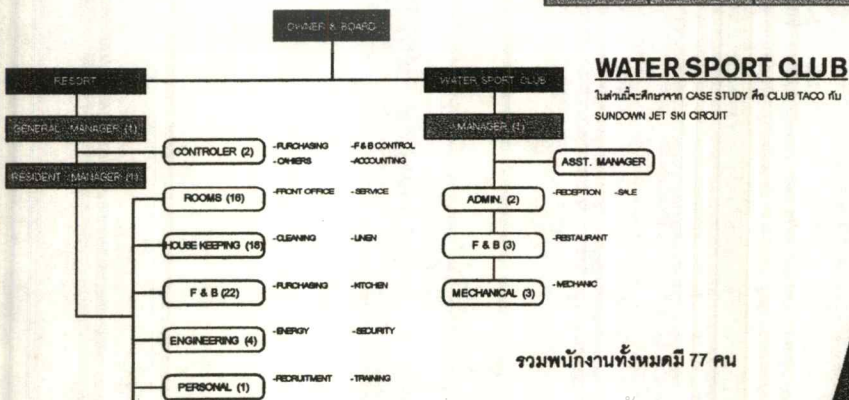 OWNER & BOARD
RESORT
WATER SPORT CLUB
GENERAL MANAGER (1)
MANAGER (1)
RESIDENT MANAGER (1)
CONTROLER (2)
-PURCHASING
-F & B CONTROL
-CAHIERS
-ACCOUNTING
ROOMS (16)
-FRONT OFFICE
-SERVICE
HOUSE KEEPING (18)
-CLEANING
-LINEN
F & B (22)
-PURCHASING
-KITCHEN
ENGINEERING (4)
-ENERGY
-SECURITY
PERSONAL (1)
-RECRUITMENT
-TRAINING
ASST. MANAGER
ADMIN. (2)
-RECEPTION
-SALE
F & B (3)
-RESTAURANT
MECHANICAL (3)
-MECHANIC
WATER SPORT CLUB
ในส่วนนี้จะศึกษาจาก CASE STUDY คือ CLUB TACO กับ
SUNDOWN JET SKI CIRCUIT
รวมพนักงานทั้งหมดมี 77 คน